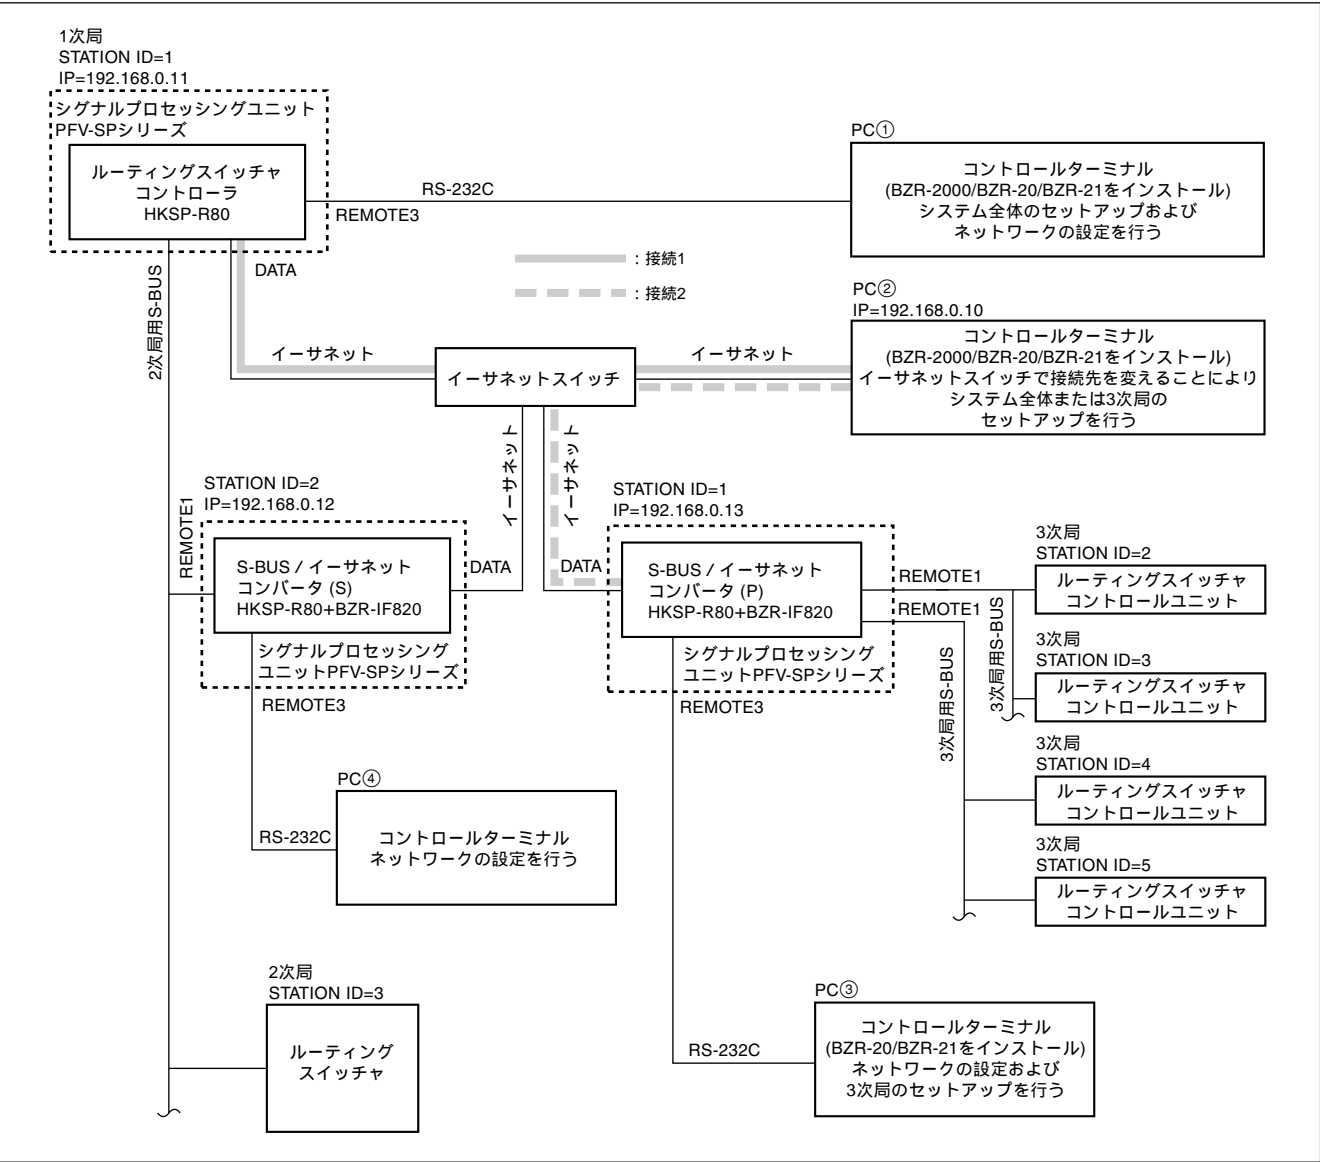 1次局
STATION ID=1
IP=192.168.0.11
シグナルプロセッシングユニット
PFV-SPシリーズ
ルーティングスイッチャ
コントローラ
HKSP-R80
RS-232C
REMOTE3
PC①
コントロールターミナル
(BZR-2000/BZR-20/BZR-21をインストール)
システム全体のセットアップおよび
ネットワークの設定を行う
DATA
2次局用S-BUS
：接続1
：接続2
PC②
IP=192.168.0.10
コントロールターミナル
(BZR-2000/BZR-20/BZR-21をインストール)
イーサネットスイッチで接続先を変えることにより
システム全体または3次局の
セットアップを行う
イーサネット
イーサネットスイッチ
イーサネット
イーサネット
イーサネット
REMOTE1
STATION ID=2
IP=192.168.0.12
S-BUS / イーサネット
コンバータ (S)
HKSP-R80+BZR-IF820
シグナルプロセッシング
ユニットPFV-SPシリーズ
DATA
REMOTE3
STATION ID=1
IP=192.168.0.13
DATA
S-BUS / イーサネット
コンバータ (P)
HKSP-R80+BZR-IF820
シグナルプロセッシング
ユニットPFV-SPシリーズ
REMOTE3
REMOTE1
REMOTE1
3次局用S-BUS
3次局用S-BUS
3次局
STATION ID=2
ルーティングスイッチャ
コントロールユニット
3次局
STATION ID=3
ルーティングスイッチャ
コントロールユニット
3次局
STATION ID=4
ルーティングスイッチャ
コントロールユニット
3次局
STATION ID=5
ルーティングスイッチャ
コントロールユニット
PC④
RS-232C
コントロールターミナル
ネットワークの設定を行う
2次局
STATION ID=3
ルーティング
スイッチャ
PC③
RS-232C
コントロールターミナル
(BZR-20/BZR-21をインストール)
ネットワークの設定および
3次局のセットアップを行う